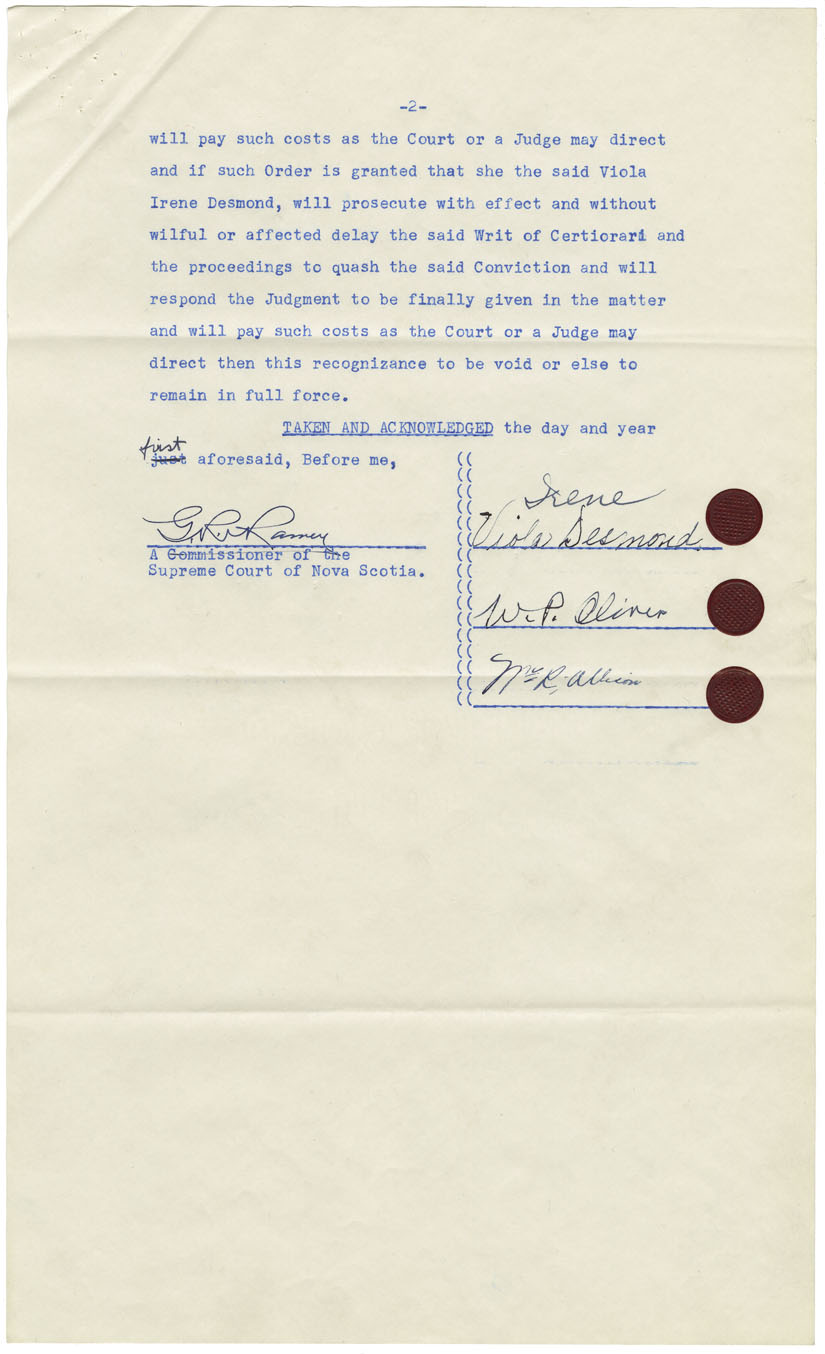 -2-
will pay such costs as the Court or a Judge may direct
and if such Order is granted that she the said Viola
Irene Desmond, will prosecute with effect and without
wilful or affected delay the said Writ of Certiorari and
the proceedings to quash the said Conviction and will
respond the Judgment to be finally given in the matter
and will pay such costs as the Court or a Judge may
direct then this recognizance to be void or else to
remain in full force.
TAKEN AND ACKNOWLEDGED the day and year
first
just aforesaid, Before me,
G. R. Ramey
A Commissioner of the
Supreme Court of Nova Scotia.
Irene
Viola Desmond.
W. P. Oliver
R. Allison